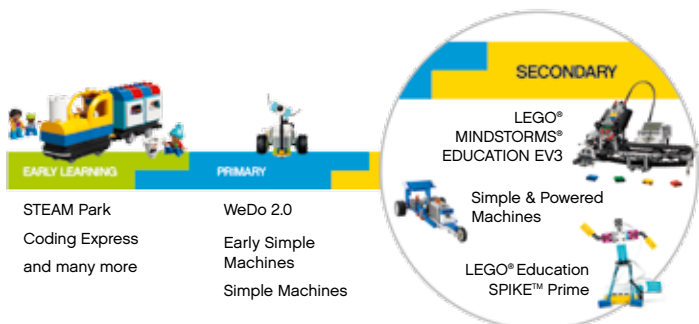 EARLY LEARNING
STEAM Park
Coding Express
and many more
PRIMARY
WeDo 2.0
Early Simple
Machines
Simple Machines
SECONDARY
LEGO®
MINDSTORMS®
EDUCATION EV3
Simple & Powered
Machines
LEGO® Education
SPIKE™ Prime